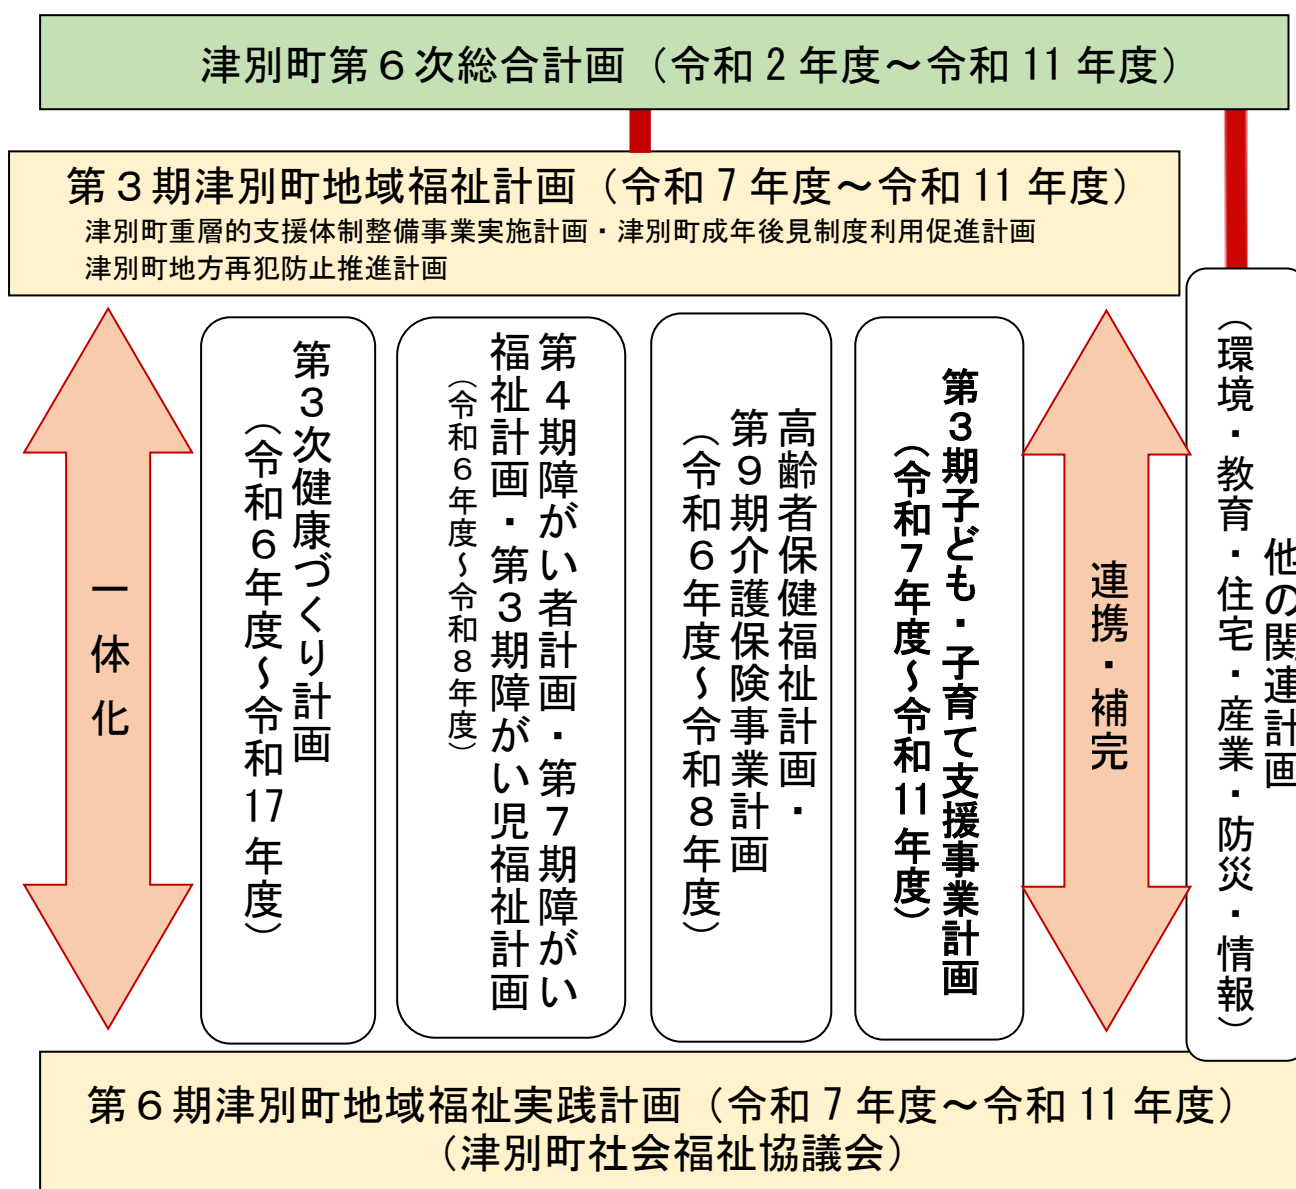 津別町第６次総合計画（令和２年度～令和11年度）
第３期津別町地域福祉計画（令和７年度～令和11年度）
津別町重層的支援体制整備事業実施計画・津別町成年後見制度利用促進計画
津別町地方再犯防止推進計画
一体化
第３次健康づくり計画
（令和６年度～令和17年度）
第４期障がい者計画・第７期障がい
福祉計画・第３期障がい児福祉計画
（令和６年度～令和８年度）
高齢者保健福祉計画・
第９期介護保険事業計画
（令和６年度～令和８年度）
第３期子ども・子育て支援事業計画
（令和７年度～令和11年度）
連携・補完
他の関連計画
（環境・教育・住宅・産業・防災・情報）
第６期津別町地域福祉実践計画（令和７年度～令和11年度）
（津別町社会福祉協議会）